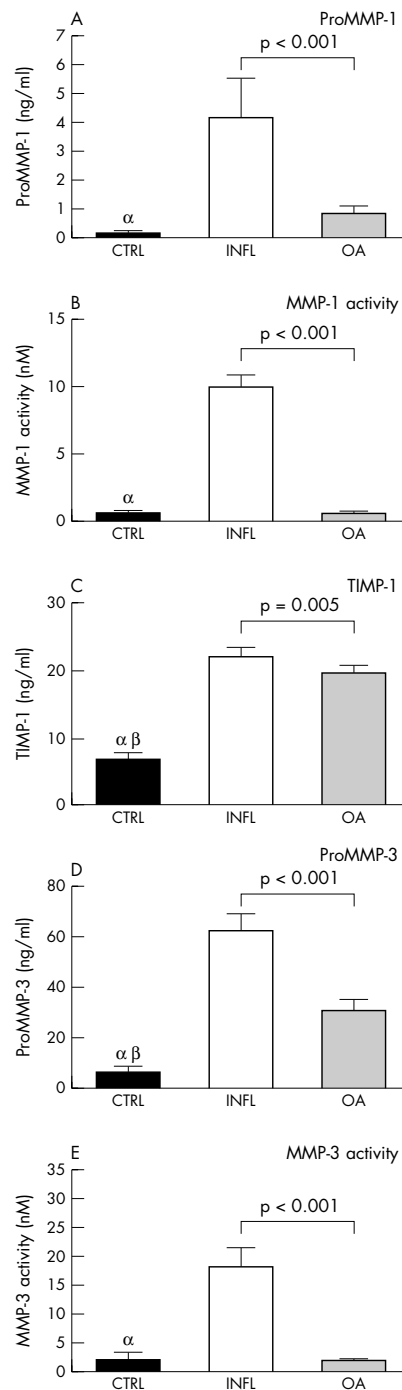 A
ProMMP-1
7
6
5
4
3
2
1
0
ProMMP-1 (ng/ml)
p < 0.001
α
CTRL
INFL
OA
B
MMP-1 activity
15
10
5
0
MMP-1 activity (nM)
p < 0.001
α
CTRL
INFL
OA
C
TIMP-1
30
20
10
0
TIMP-1 (ng/ml)
p = 0.005
α β
CTRL
INFL
OA
D
ProMMP-3
80
60
40
20
0
ProMMP-3 (ng/ml)
p < 0.001
α β
CTRL
INFL
OA
E
MMP-3 activity
35
30
25
20
15
10
5
0
MMP-3 activity (nM)
p < 0.001
α
CTRL
INFL
OA